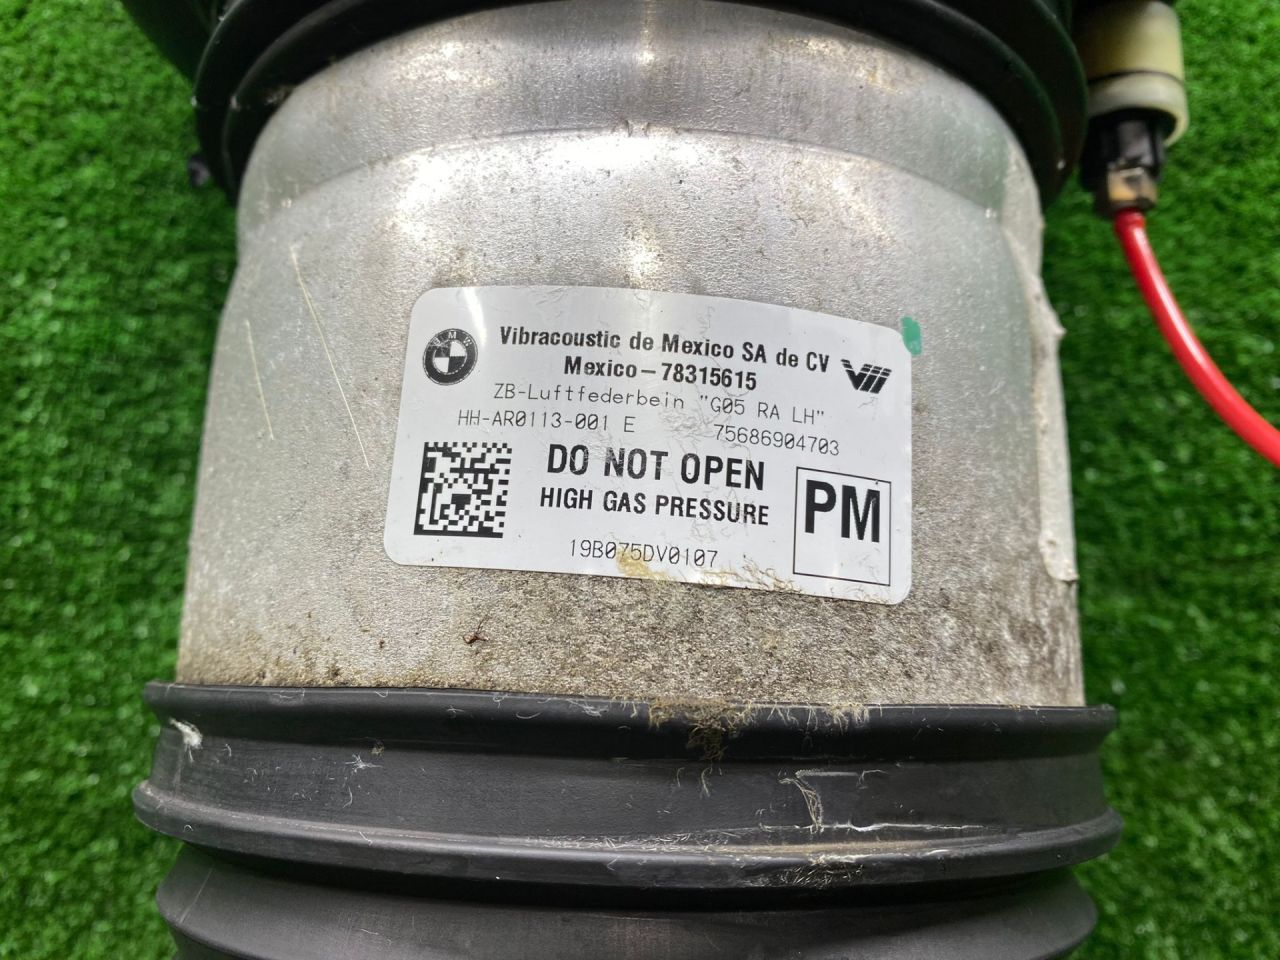 BMW
Vibracoustic de Mexico SA de CV
Mexico-78315615
ZB-Luftfederbein "G05 RA LH"
HH-AR0113-001 E 75686904703
DO NOT OPEN
HIGH GAS PRESSURE
PM
19B075DV0107